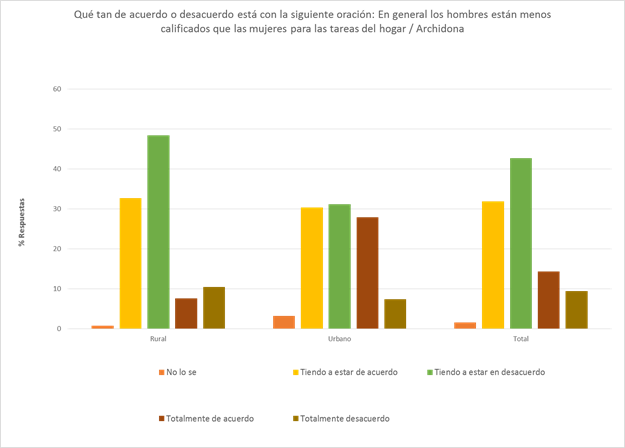 Qué tan de acuerdo o desacuerdo está con la siguiente oración: En general los hombres están menos
calificados que las mujeres para las tareas del hogar / Archidona
60
50
40
30
20
10
0
% Respuestas
Rural
Urbano
Total
No lo se
Tiendo a estar de acuerdo
Tiendo a estar en desacuerdo
Totalmente de acuerdo
Totalmente desacuerdo